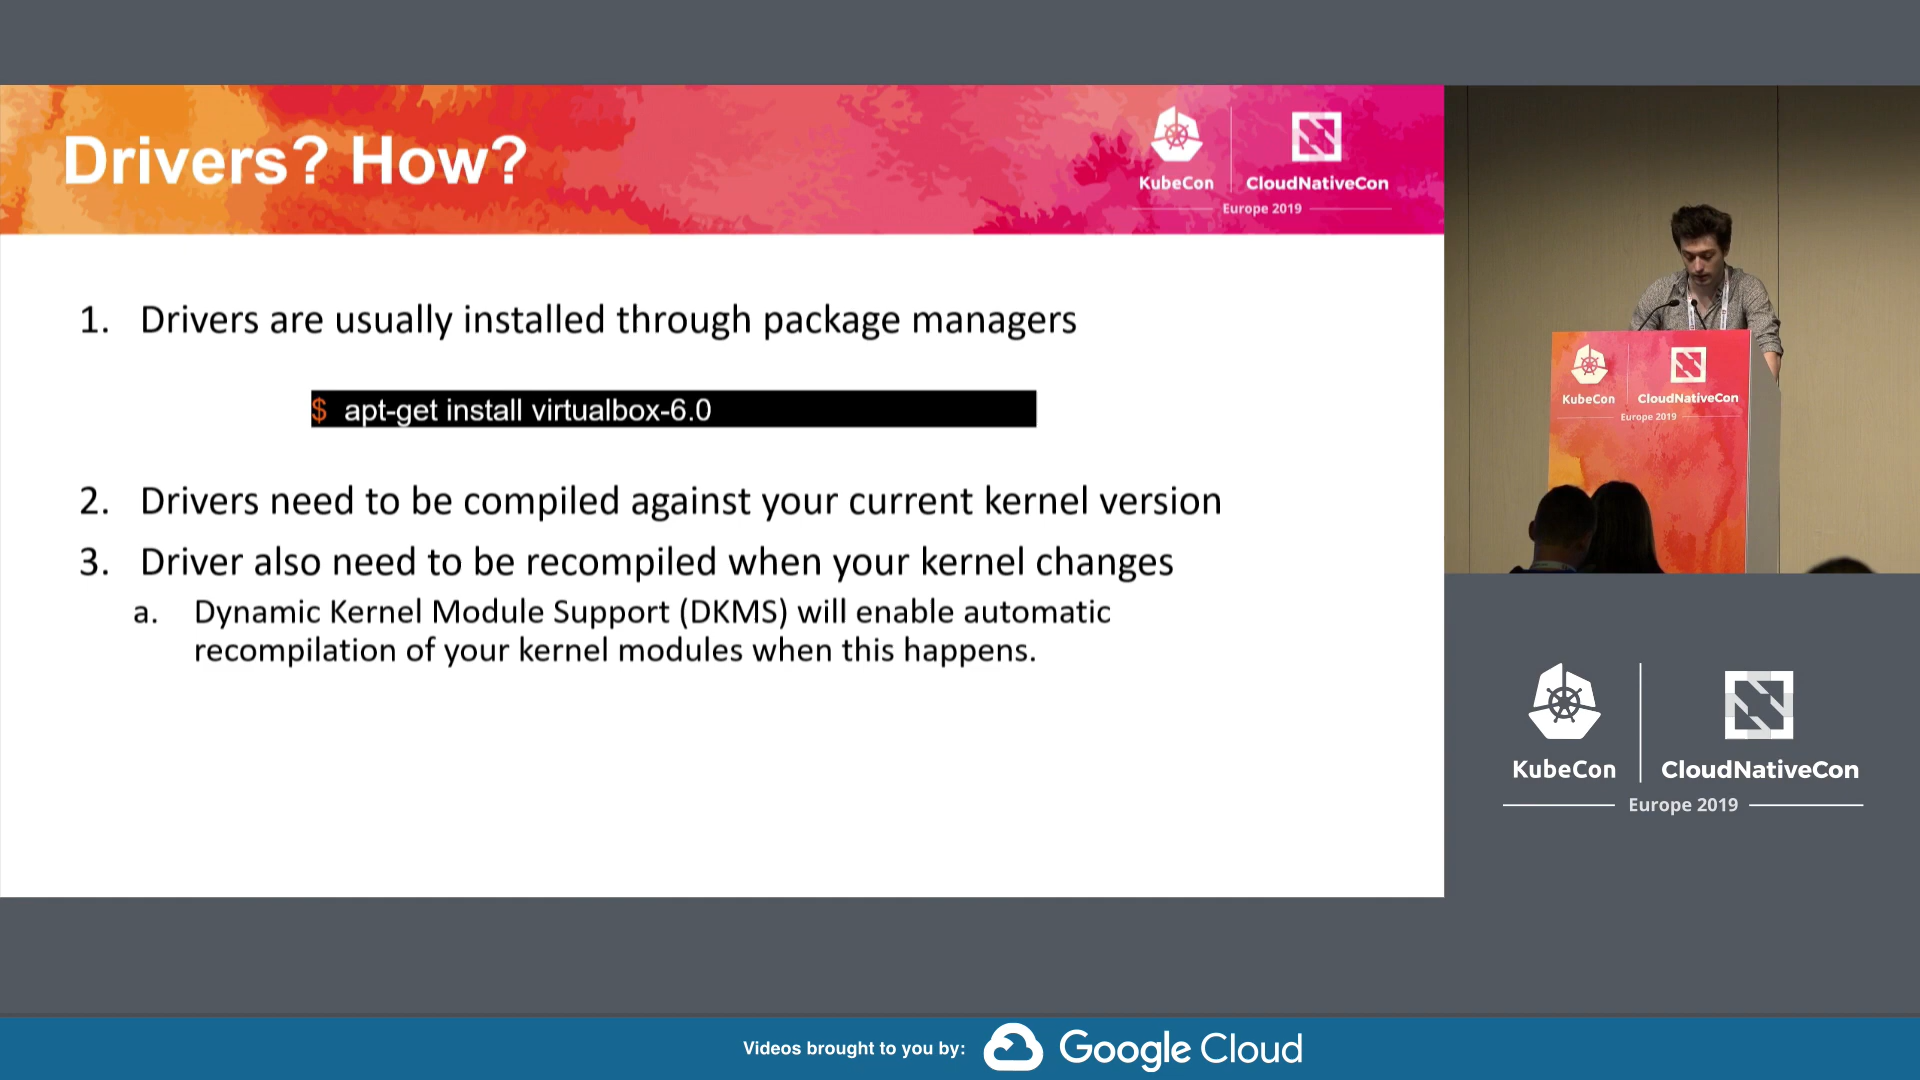 Drivers? How?
KubeCon
CloudNativeCon
Europe 2019
1. Drivers are usually installed through package managers
$ apt-get install virtualbox-6.0
2. Drivers need to be compiled against your current kernel version
3. Driver also need to be recompiled when your kernel changes
a. Dynamic Kernel Module Support (DKMS) will enable automatic
recompilation of your kernel modules when this happens.
KubeCon
CloudNativeCon
Europe 2019
KubeCon
CloudNativeCon
Europe 2019
Videos brought to you by:
Google Cloud